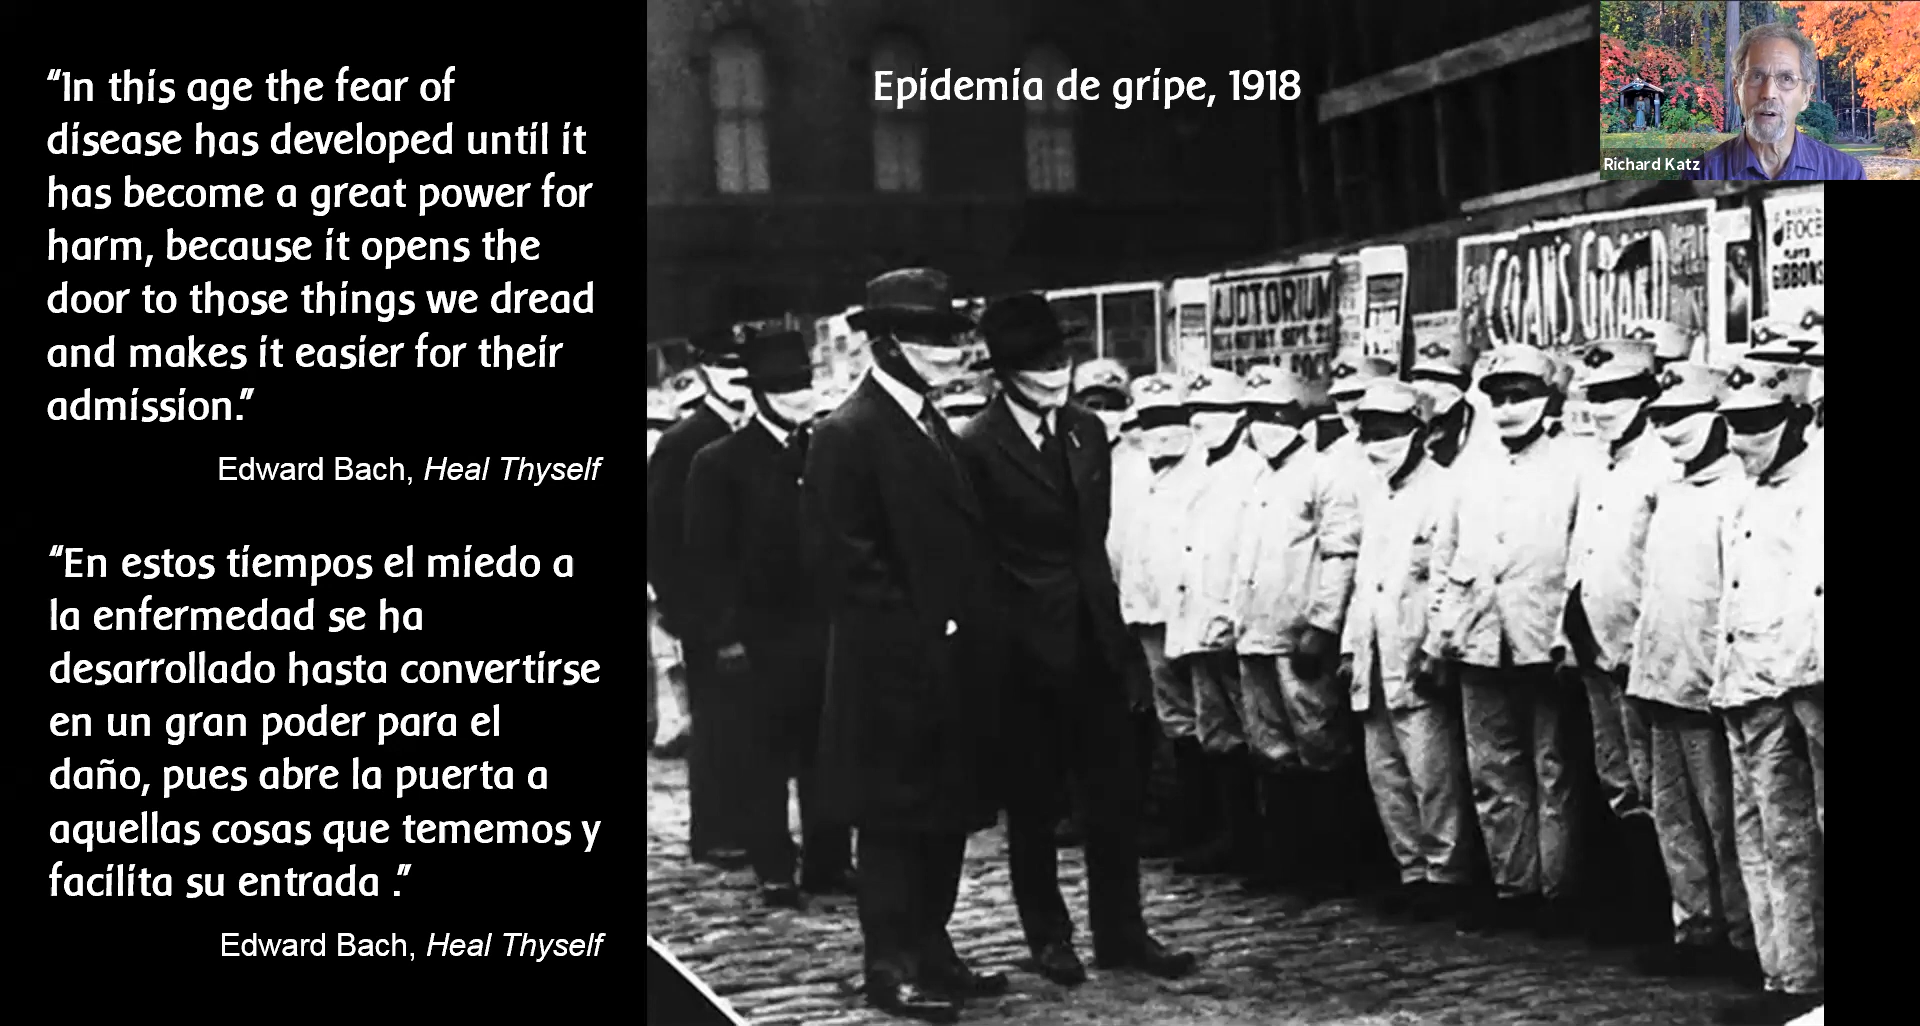 “In this age the fear of
disease has developed until it
has become a great power for
harm, because it opens the
door to those things we dread
and makes it easier for their
admission.”
Edward Bach, Heal Thyself
“En estos tiempos el miedo a
la enfermedad se ha
desarrollado hasta convertirse
en un gran poder para el
daño, pues abre la puerta a
aquellas cosas que tememos y
facilita su entrada .”
Edward Bach, Heal Thyself
Epidemia de gripe, 1918
Richard Katz
GRAND
GIBBONS